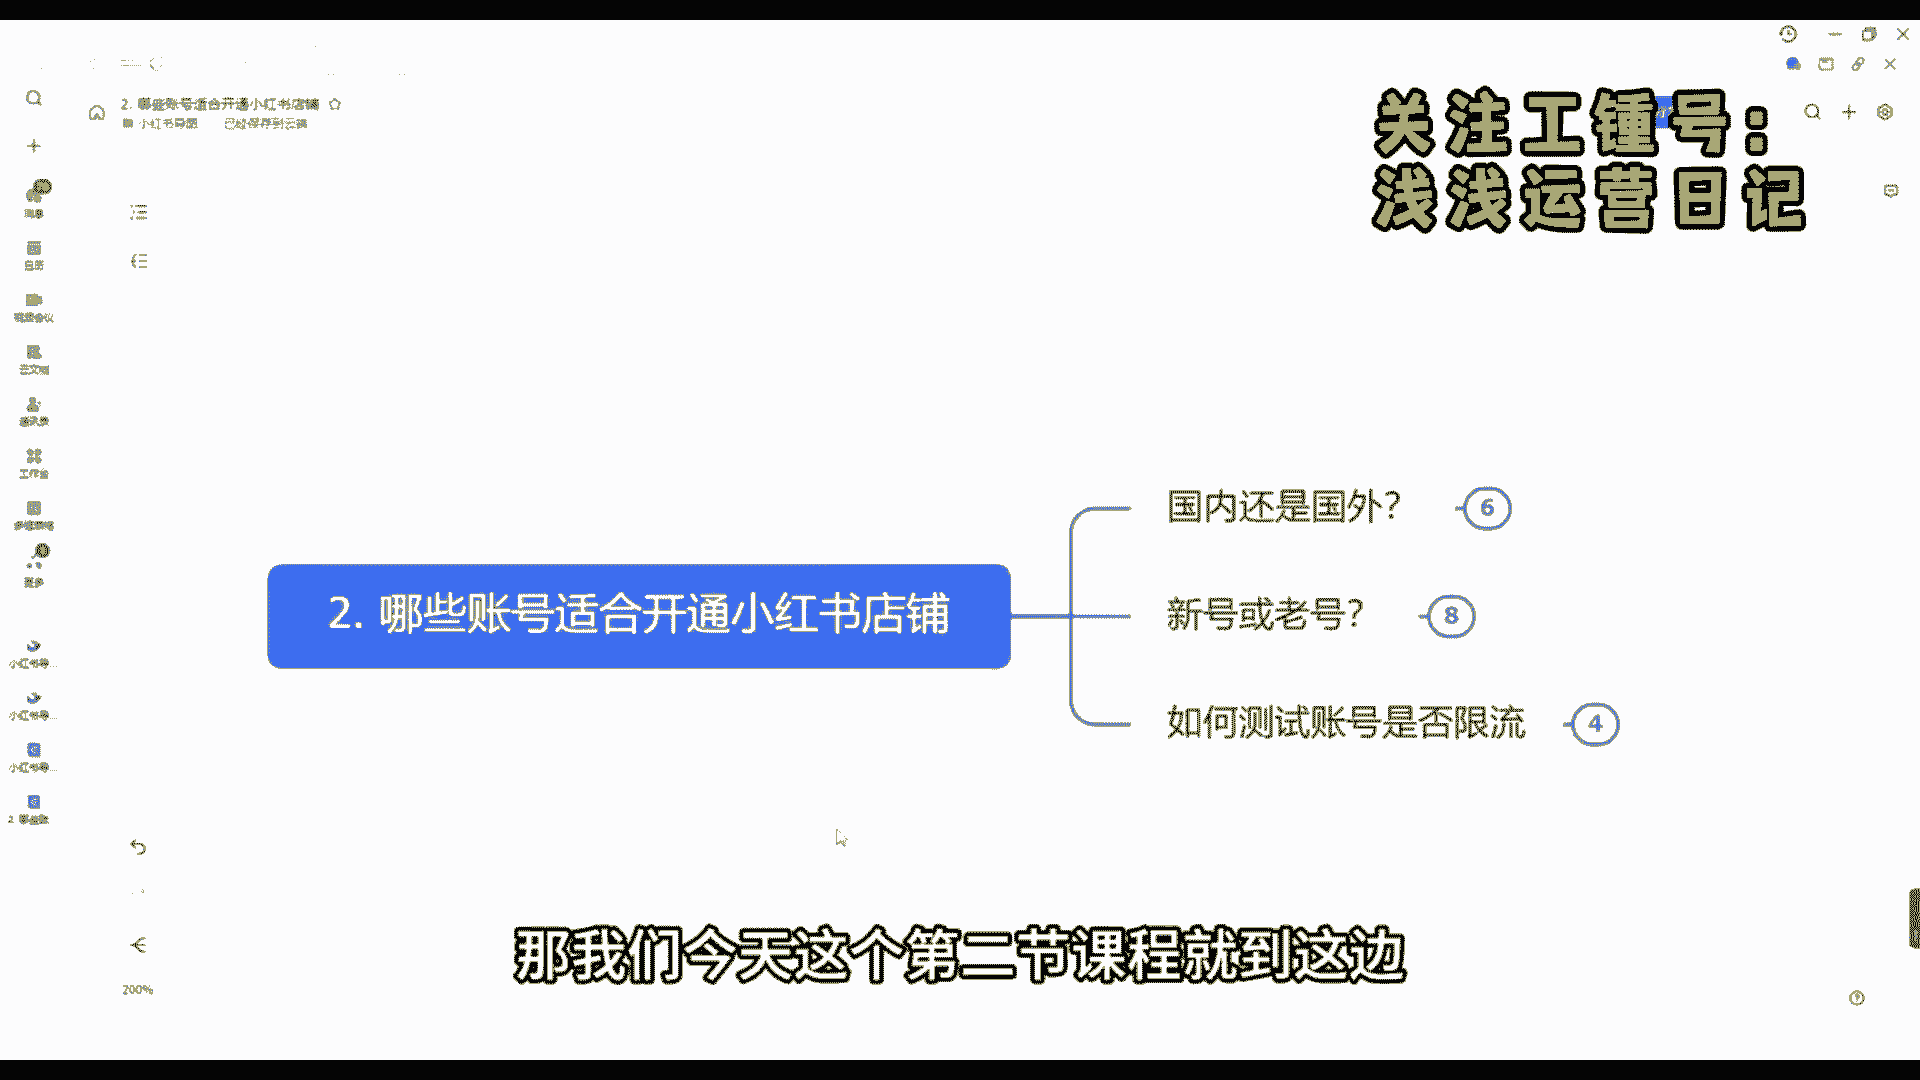 2. 哪些账号适合开通小红书店铺
小红书导图 已经保存到云端
关注工锺号：
浅浅运营日记
国内还是国外？
6
2. 哪些账号适合开通小红书店铺
新号或老号？
8
如何测试账号是否限流
4
那我们今天这个第二节课程就到这边
200%